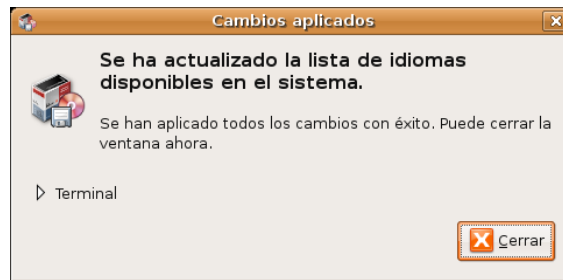 Cambios aplicados
Se ha actualizado la lista de idiomas
disponibles en el sistema.
Se han aplicado todos los cambios con éxito. Puede cerrar la
ventana ahora.
Terminal
Cerrar